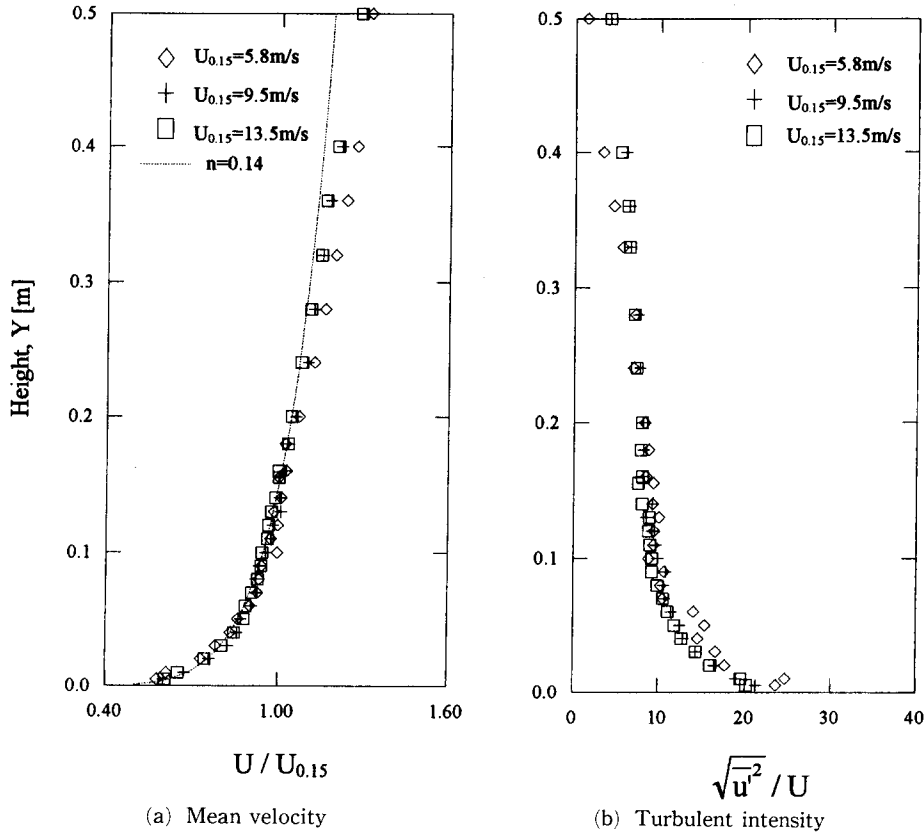 0.5
U0.15=5.8m/s
U0.15=9.5m/s
U0.15=13.5m/s
n=0.14
0.4
0.3
0.2
0.1
0.0
Height, Y [m]
0.40
1.00
1.60
U / U0.15
(a) Mean velocity
0.5
U0.15=5.8m/s
U0.15=9.5m/s
U0.15=13.5m/s
0.4
0.3
0.2
0.1
0.0
0
10
20
30
40
√u'² / U
(b) Turbulent intensity